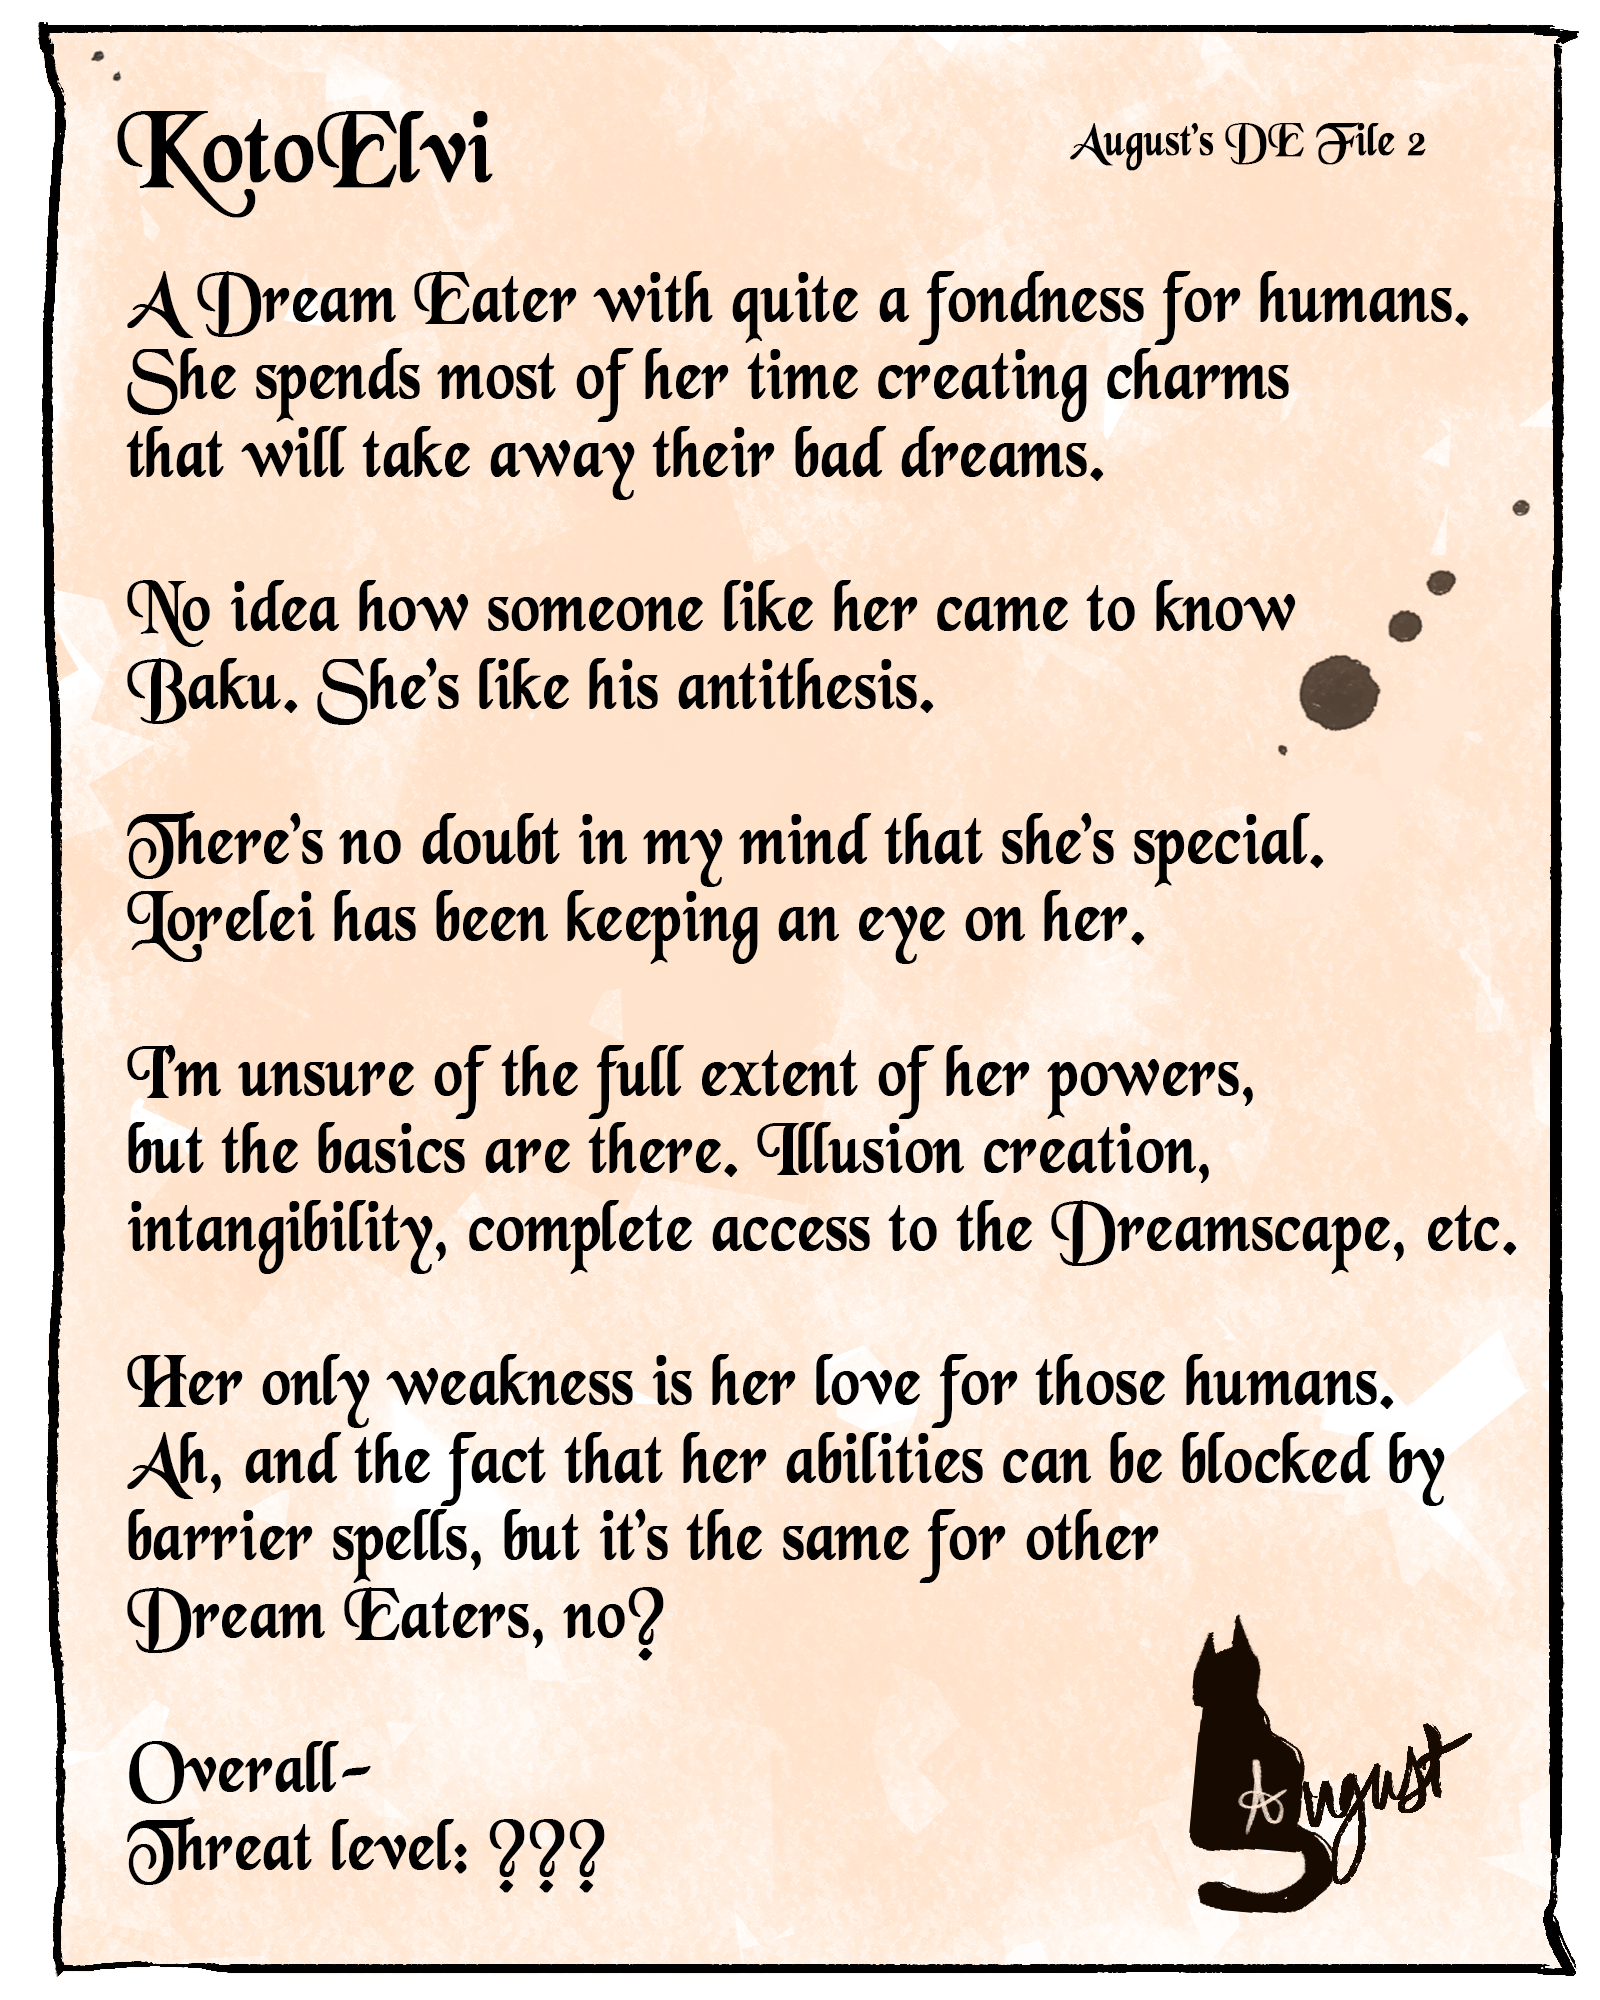 KotoElvi
August's DE File 2
A Dream Eater with quite a fondness for humans.
She spends most of her time creating charms
that will take away their bad dreams.
No idea how someone like her came to know
Baku. She's like his antithesis.
There's no doubt in my mind that she's special.
Lorelei has been keeping an eye on her.
I'm unsure of the full extent of her powers,
but the basics are there. Illusion creation,
intangibility, complete access to the Dreamscape, etc.
Her only weakness is her love for those humans.
Ah, and the fact that her abilities can be blocked by
barrier spells, but it's the same for other
Dream Eaters, no?
Overall-
Threat level: ???
August